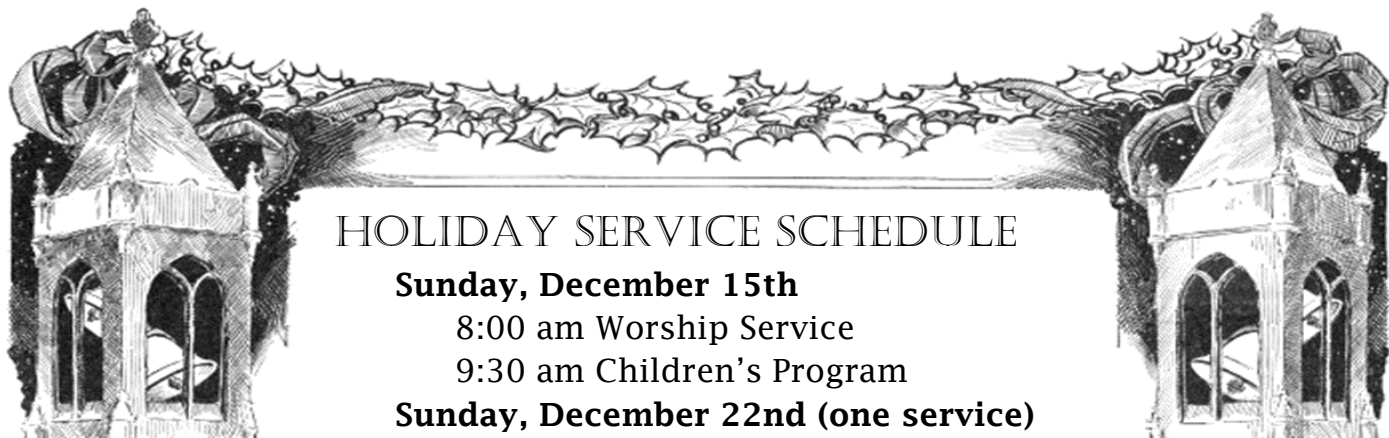 HOLIDAY SERVICE SCHEDULE
Sunday, December 15th
8:00 am Worship Service
9:30 am Children’s Program
Sunday, December 22nd (one service)